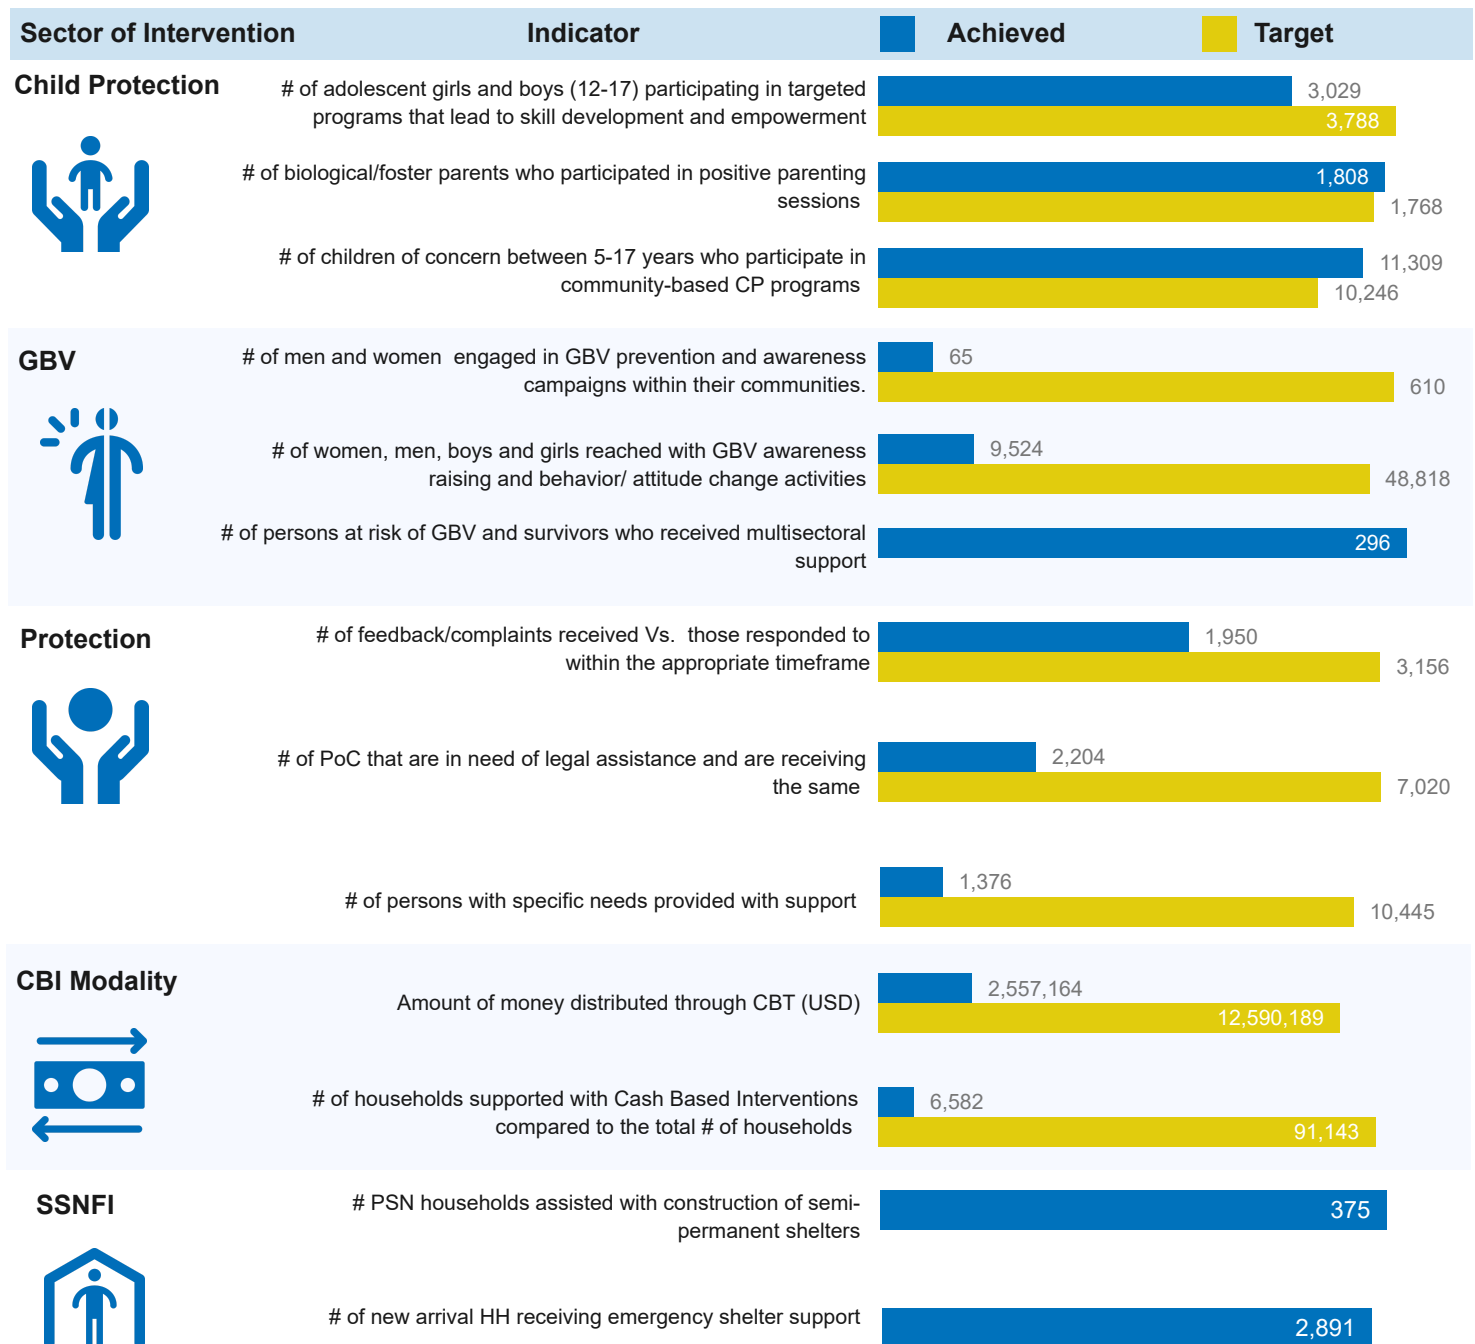 Sector of Intervention Indicator Achieved Target
Child Protection
# of adolescent girls and boys (12-17) participating in targeted
programs that lead to skill development and empowerment
3,029
3,788
# of biological/foster parents who participated in positive parenting
sessions
1,808
1,768
# of children of concern between 5-17 years who participate in
community-based CP programs
11,309
10,246
GBV
# of men and women engaged in GBV prevention and awareness
campaigns within their communities.
65
610
# of women, men, boys and girls reached with GBV awareness
raising and behavior/ attitude change activities
9,524
48,818
# of persons at risk of GBV and survivors who received multisectoral
support
296
Protection
# of feedback/complaints received Vs. those responded to
within the appropriate timeframe
1,950
3,156
# of PoC that are in need of legal assistance and are receiving
the same
2,204
7,020
# of persons with specific needs provided with support
1,376
10,445
CBI Modality
Amount of money distributed through CBT (USD)
2,557,164
12,590,189
# of households supported with Cash Based Interventions
compared to the total # of households
6,582
91,143
SSNFI
# PSN households assisted with construction of semi-
permanent shelters
375
# of new arrival HH receiving emergency shelter support
2,891